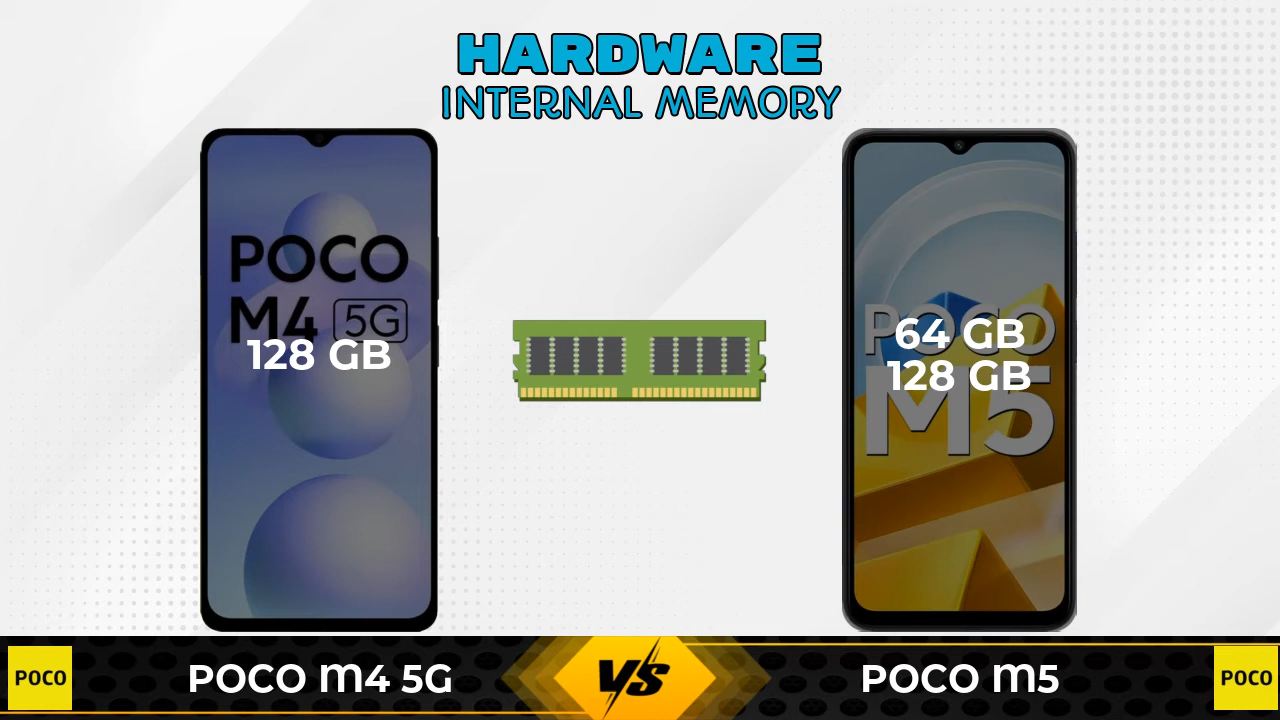 HARDWARE
INTERNAL MEMORY
POCO
M4 5G
128 GB
POCO
64 GB
128 GB
M5
POCO
POCO M4 5G
VS
POCO M5
POCO